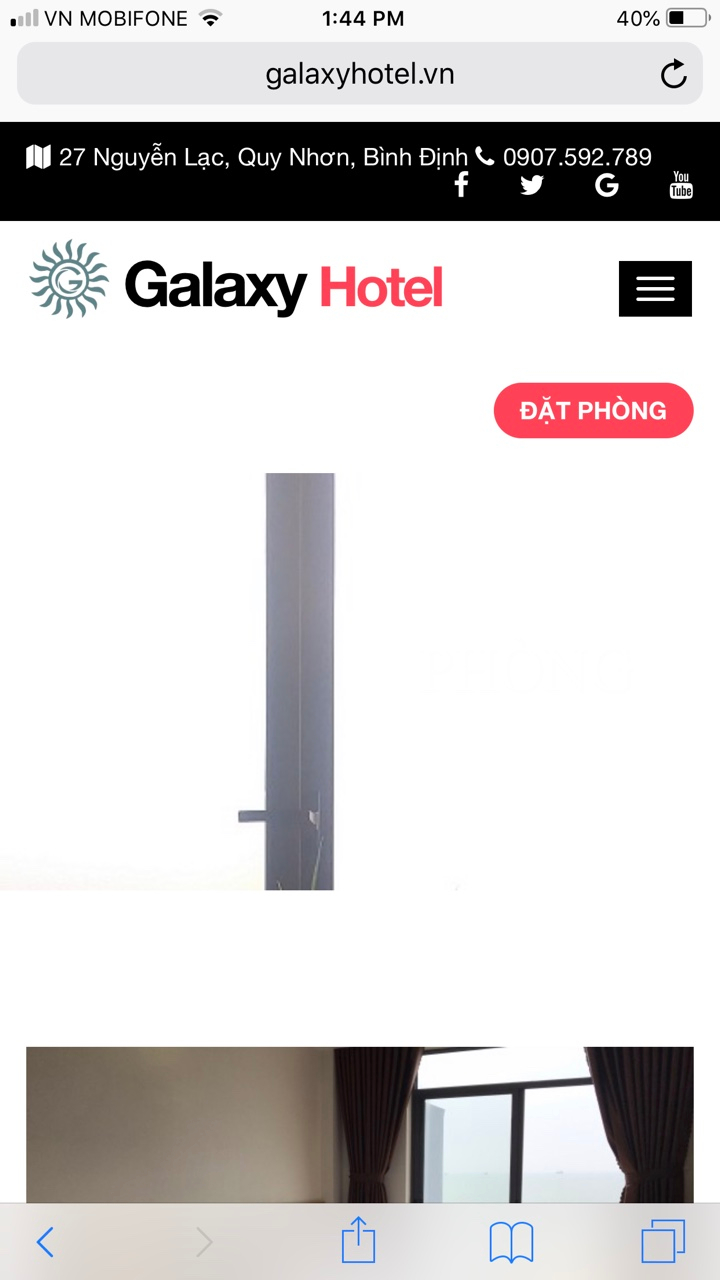 VN MOBIFONE 1:44 PM 40%
galaxyhotel.vn
27 Nguyễn Lạc, Quy Nhơn, Bình Định 0907.592.789
You Tube
Galaxy Hotel
ĐẶT PHÒNG